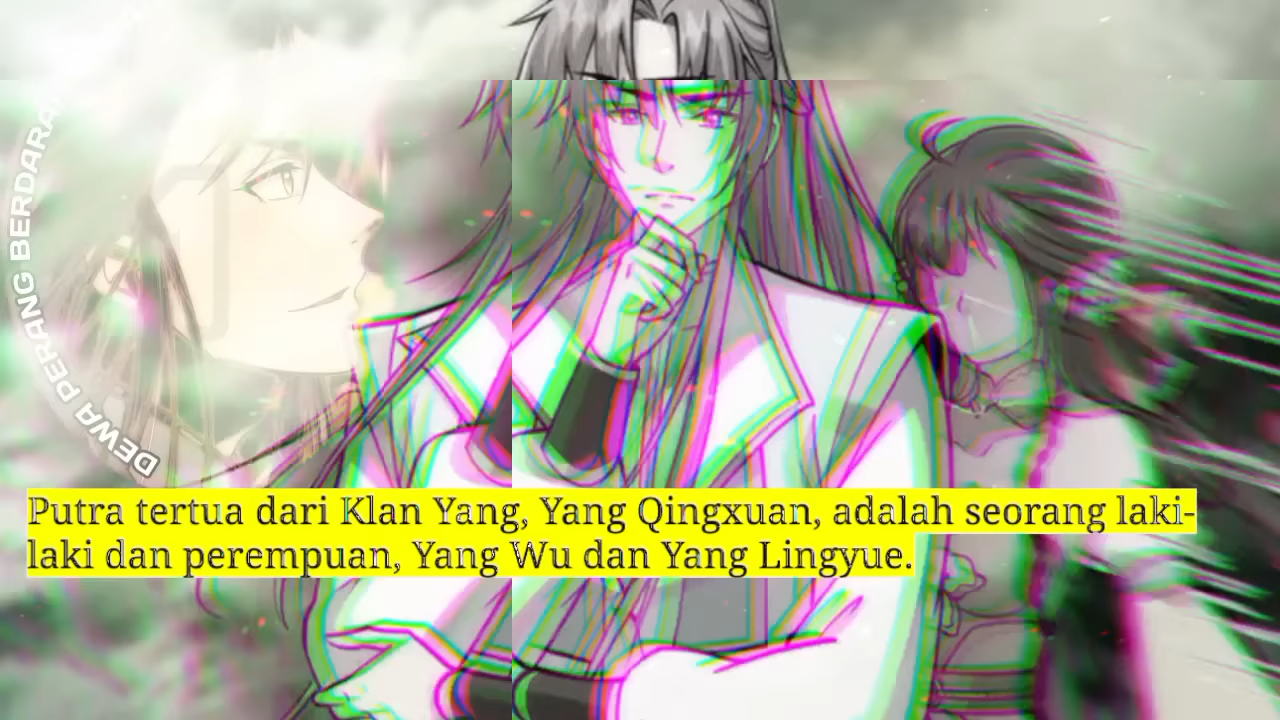 DEWA PERANG BERDARA
Putra tertua dari Klan Yang, Yang Qingxuan, adalah seorang laki-
laki dan perempuan, Yang Wu dan Yang Lingyue.